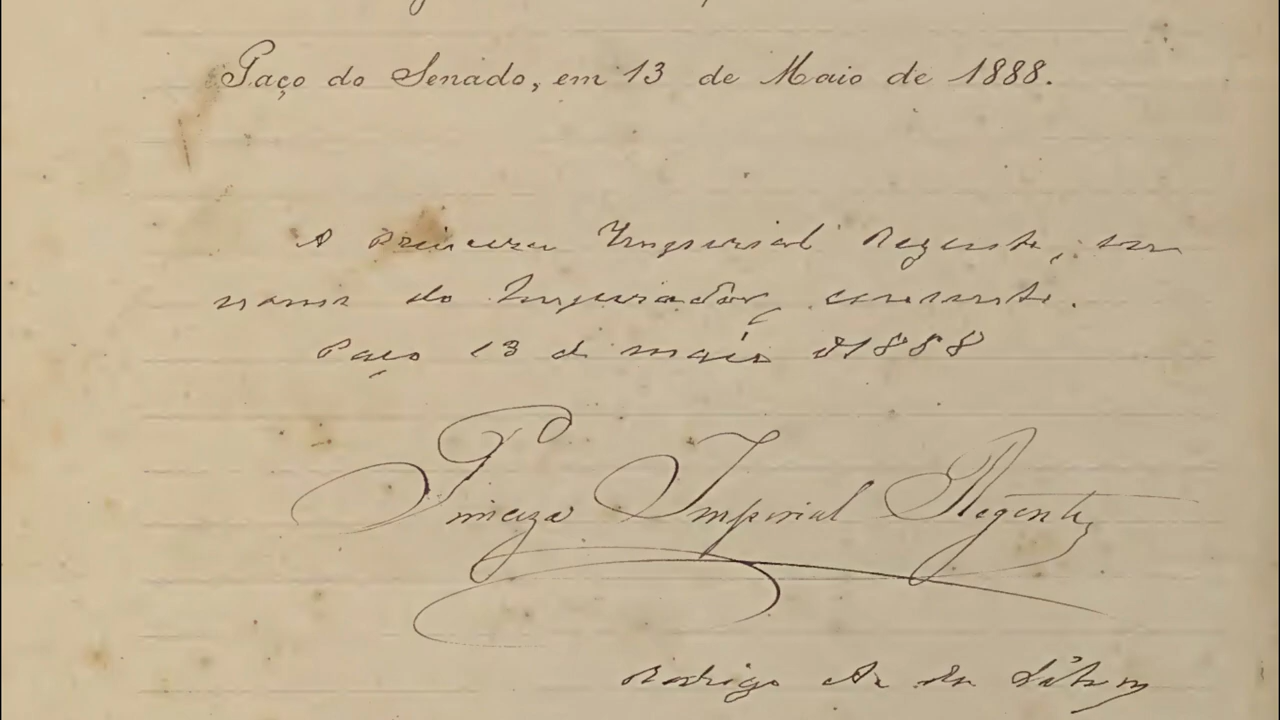 Paço do Senado, em 13 de Maio de 1888.
A Princeza Imperial Regente, em
nome do Imperador, consente.
Paço 13 de maio de 1888
Princeza Imperial Regente
Rodrigo A. da Silva